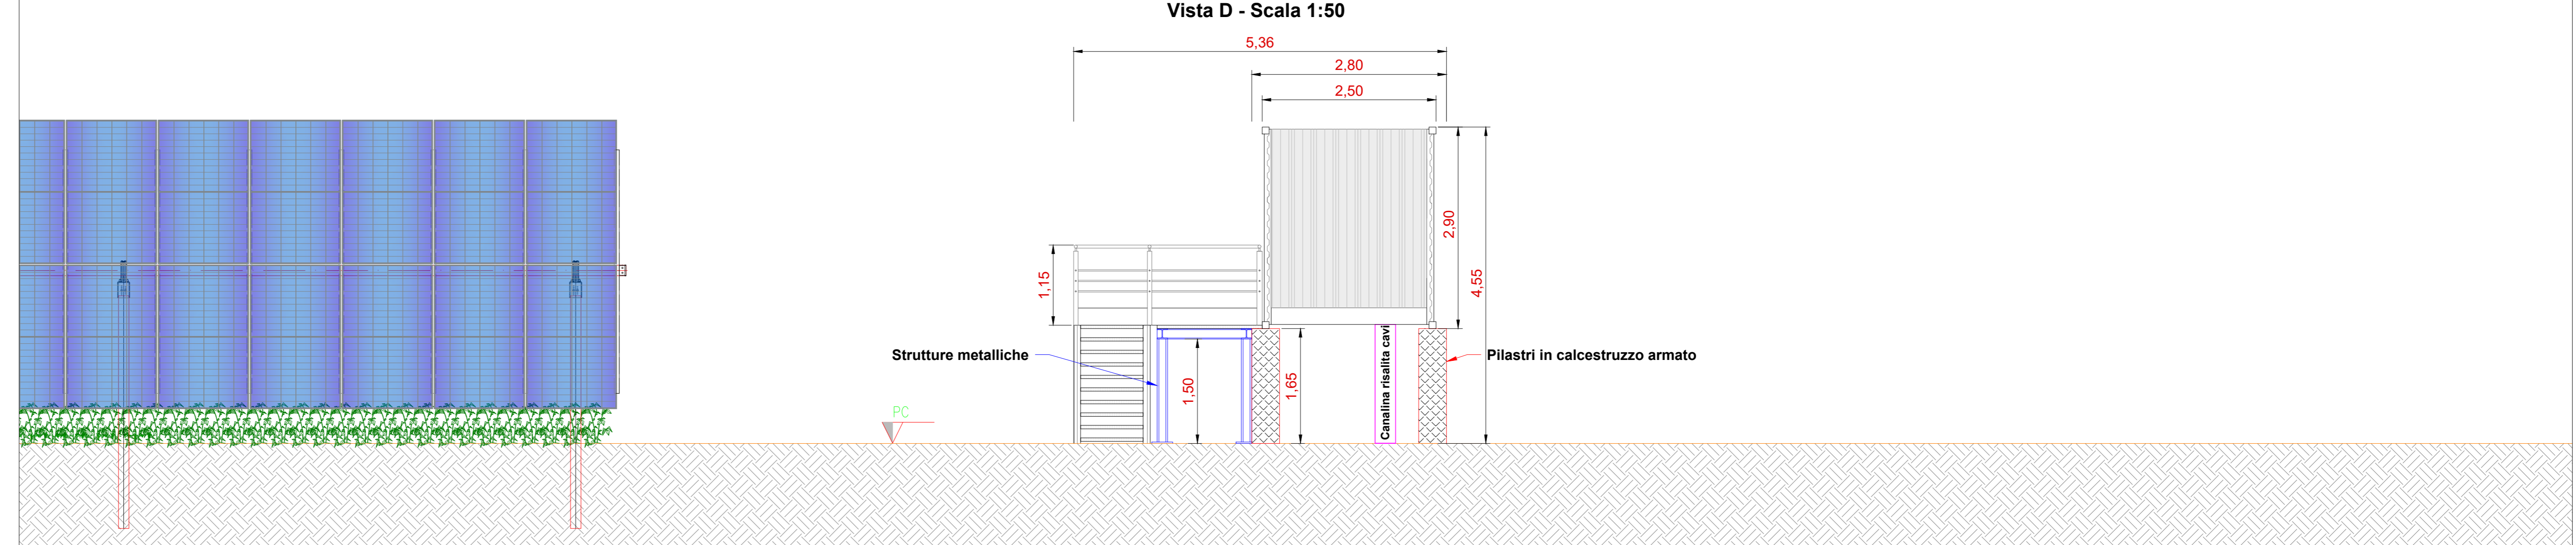 Vista D - Scala 1:50
5,36
2,80
2,50
2,90
4,55
1,15
Strutture metalliche
1,50
1,65
Canalina risalita cavi
Pilastri in calcestruzzo armato
PC